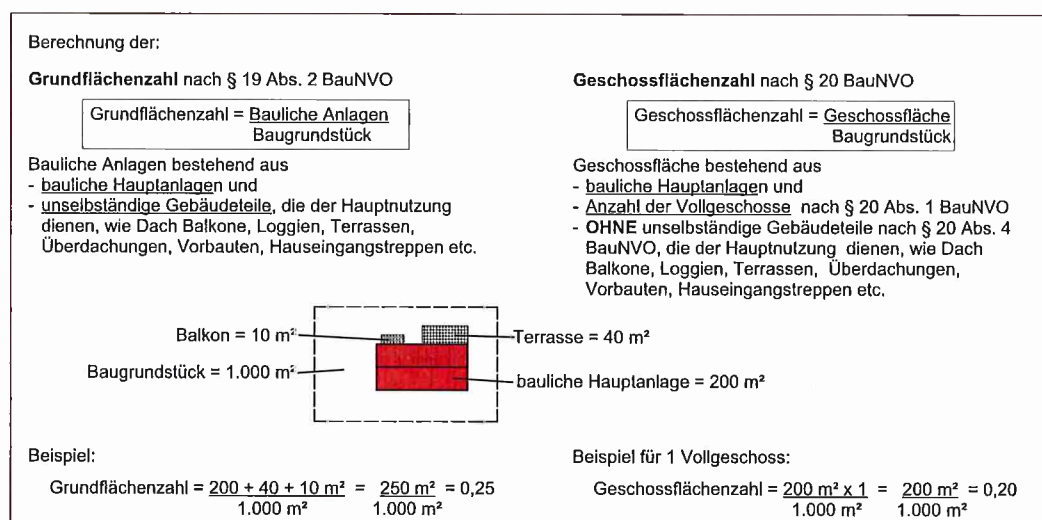 Berechnung der:
Grundflächenzahl nach § 19 Abs. 2 BauNVO
Grundflächenzahl = Bauliche Anlagen
Baugrundstück
Bauliche Anlagen bestehend aus
- bauliche Hauptanlagen und
- unselbständige Gebäudeteile, die der Hauptnutzung
dienen, wie Dach Balkone, Loggien, Terrassen,
Überdachungen, Vorbauten, Hauseingangstreppen etc.
Geschossflächenzahl nach § 20 BauNVO
Geschossflächenzahl = Geschossfläche
Baugrundstück
Geschossfläche bestehend aus
- bauliche Hauptanlagen und
- Anzahl der Vollgeschosse nach § 20 Abs. 1 BauNVO
- OHNE unselbständige Gebäudeteile nach § 20 Abs. 4
BauNVO, die der Hauptnutzung dienen, wie Dach
Balkone, Loggien, Terrassen, Überdachungen,
Vorbauten, Hauseingangstreppen etc.
Balkon = 10 m²
Terrasse = 40 m²
Baugrundstück = 1.000 m²
bauliche Hauptanlage = 200 m²
Beispiel:
Grundflächenzahl = 200 + 40 + 10 m² = 250 m² = 0,25
1.000 m² 1.000 m²
Beispiel für 1 Vollgeschoss:
Geschossflächenzahl = 200 m² x 1 = 200 m² = 0,20
1.000 m² 1.000 m²